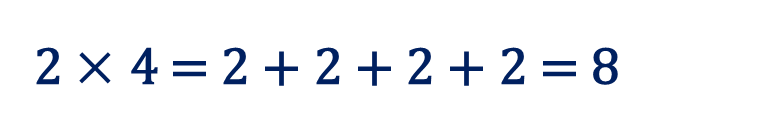 2 × 4 = 2 + 2 + 2 + 2 = 8